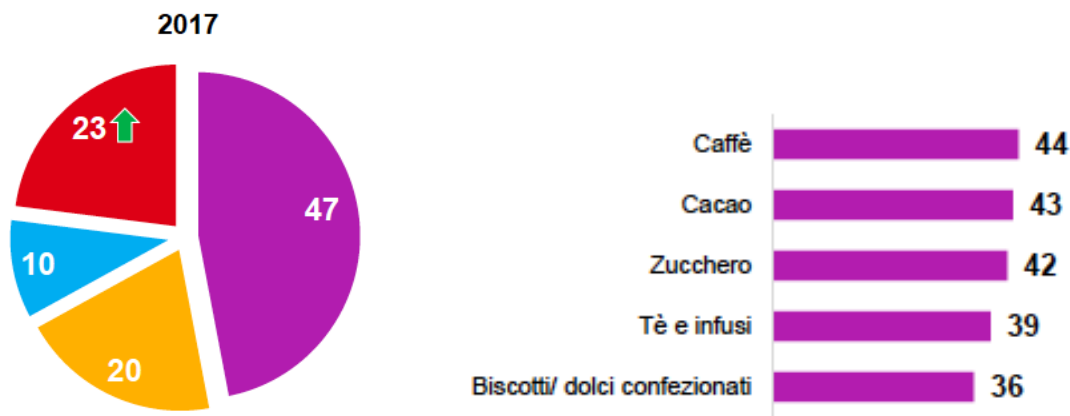 2017
23
47
10
20
Caffè 44
Cacao 43
Zucchero 42
Tè e infusi 39
Biscotti/ dolci confezionati 36